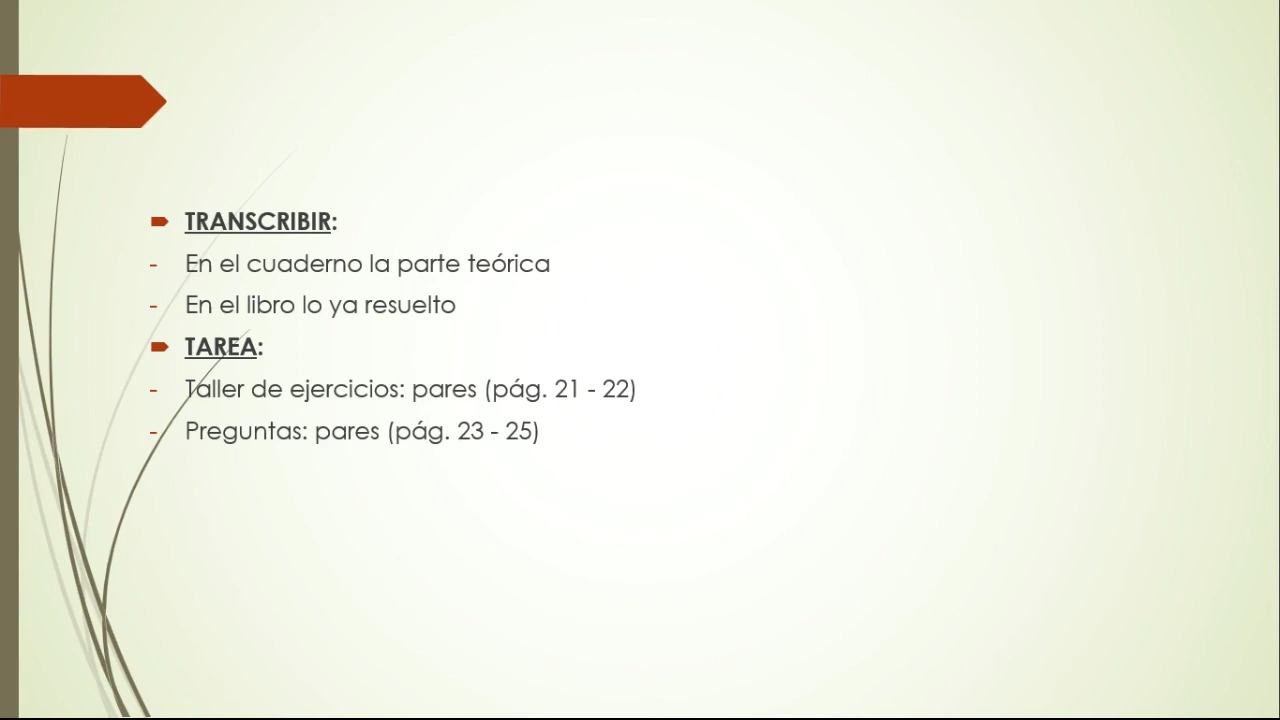 TRANSCRIBIR:
- En el cuaderno la parte teórica
- En el libro lo ya resuelto
TAREA:
- Taller de ejercicios: pares (pág. 21 - 22)
- Preguntas: pares (pág. 23 - 25)